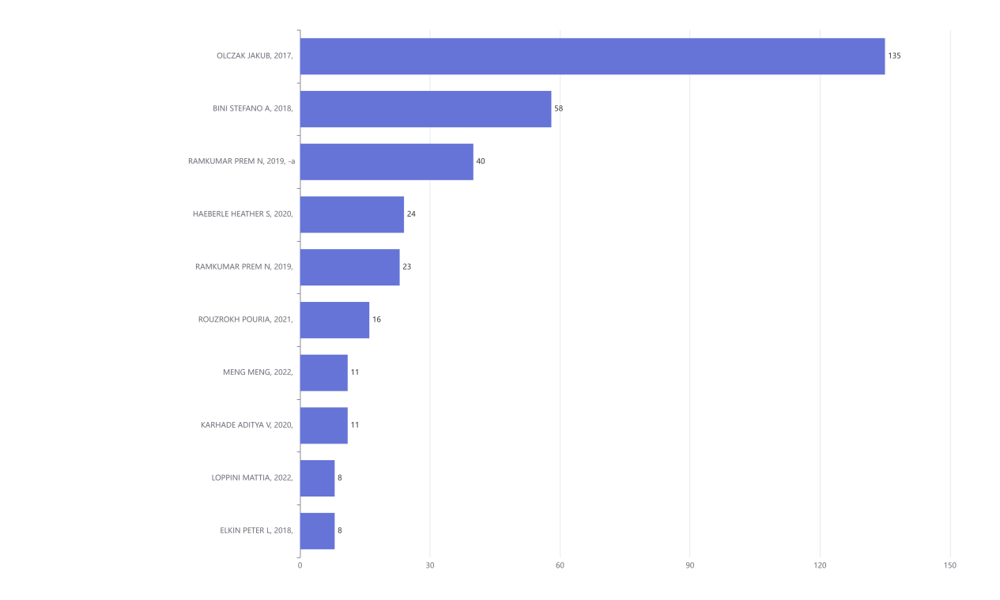 OLCZAK JAKUB, 2017, 135
BINI STEFANO A, 2018, 58
RAMKUMAR PREM N, 2019, -a 40
HAEBERLE HEATHER S, 2020, 24
RAMKUMAR PREM N, 2019, 23
ROUZROKH POURIA, 2021, 16
MENG MENG, 2022, 11
KARHADE ADITYA V, 2020, 11
LOPPINI MATTIA, 2022, 8
ELKIN PETER L, 2018, 8
0 30 60 90 120 150